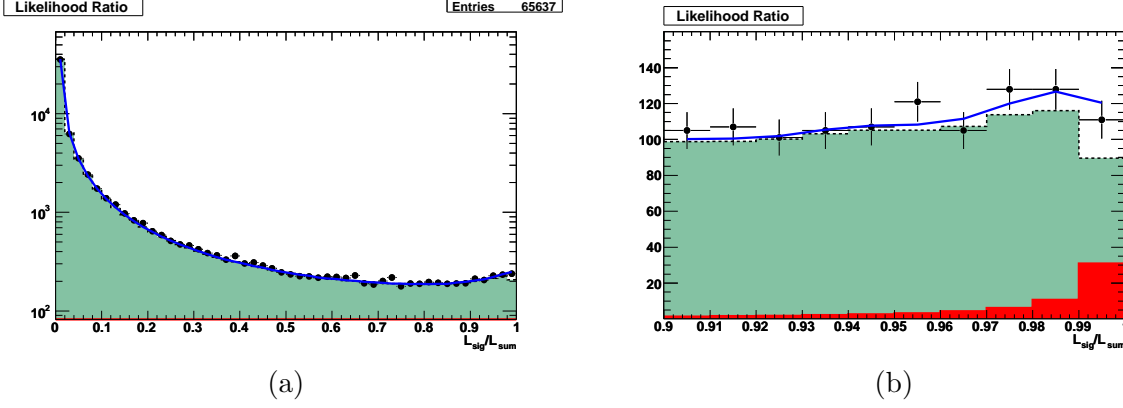 Likelihood Ratio
Entries 65637
10^4
10^3
10^2
0 0.1 0.2 0.3 0.4 0.5 0.6 0.7 0.8 0.9 1
L_sig/L_sum
(a)
Likelihood Ratio
140
120
100
80
60
40
20
0.9 0.91 0.92 0.93 0.94 0.95 0.96 0.97 0.98 0.99
L_sig/L_sum
(b)